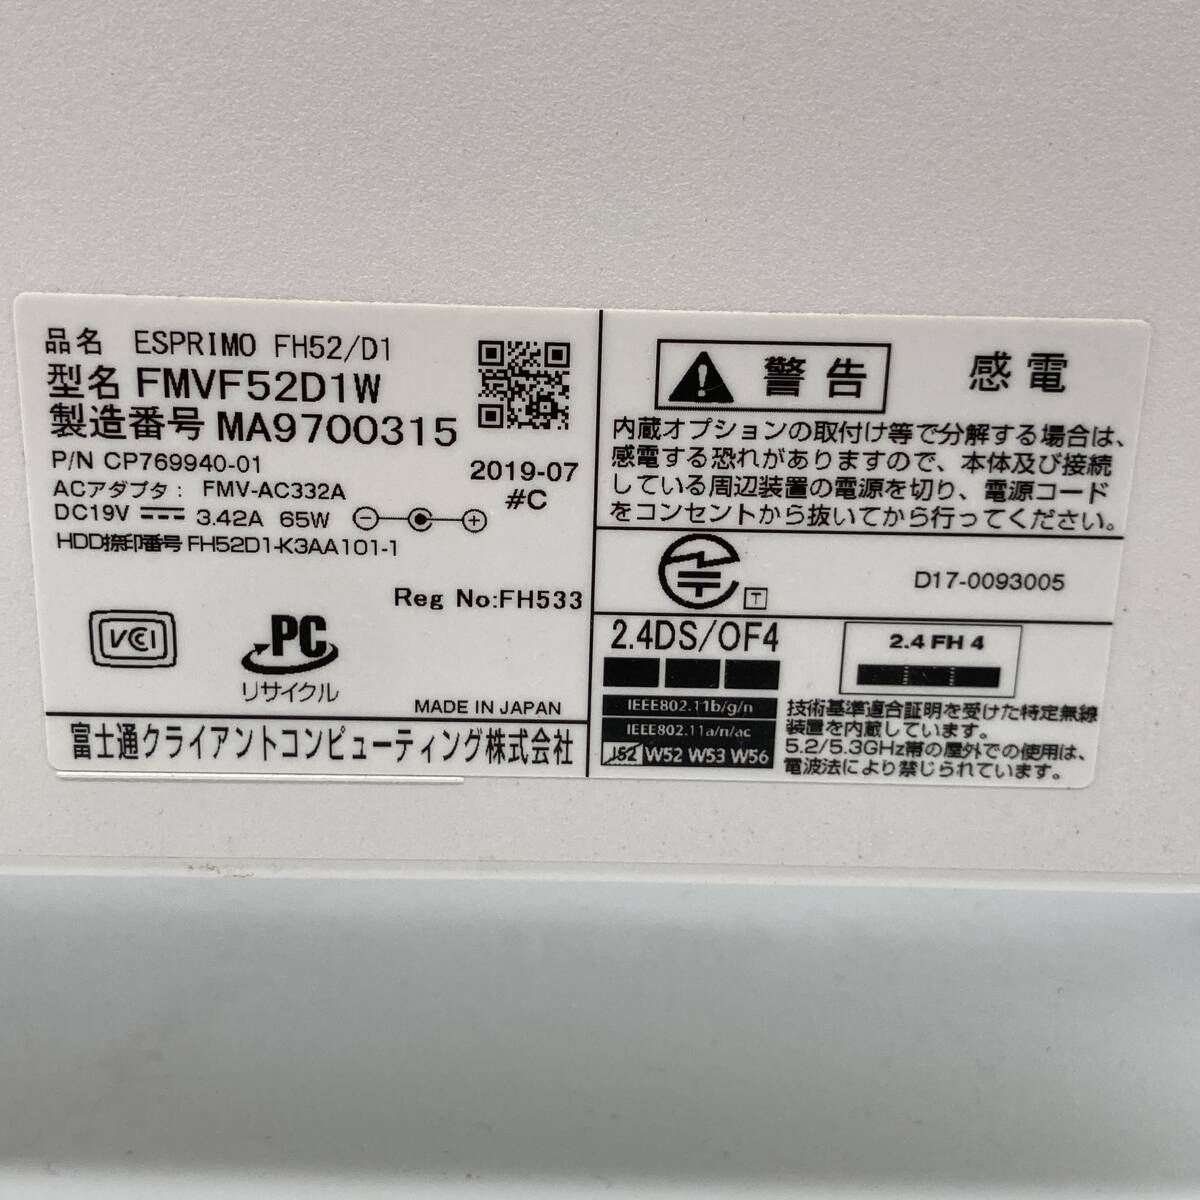 品名 ESPRIMO FH52/D1
型名 FMVF52D1W
製造番号 MA9700315
P/N CP769940-01
2019-07
#C
ACアダプタ: FMV-AC332A
DC19V 3.42A 65W
HDD捺印番号 FH52D1-K3AA101-1
Reg No:FH533
VCCI
PC
リサイクル
MADE IN JAPAN
富士通クライアントコンピューティング株式会社
警告 感電
内蔵オプションの取付け等で分解する場合は、
感電する恐れがありますので、本体及び接続
している周辺装置の電源を切り、電源コード
をコンセントから抜いてから行ってください。
T
D17-0093005
2.4DS/OF4
IEEE802.11b/g/n
IEEE802.11a/n/ac
J52 W52 W53 W56
2.4 FH 4
技術基準適合証明を受けた特定無線
装置を内蔵しています。
5.2/5.3GHz帯の屋外での使用は、
電波法により禁じられています。